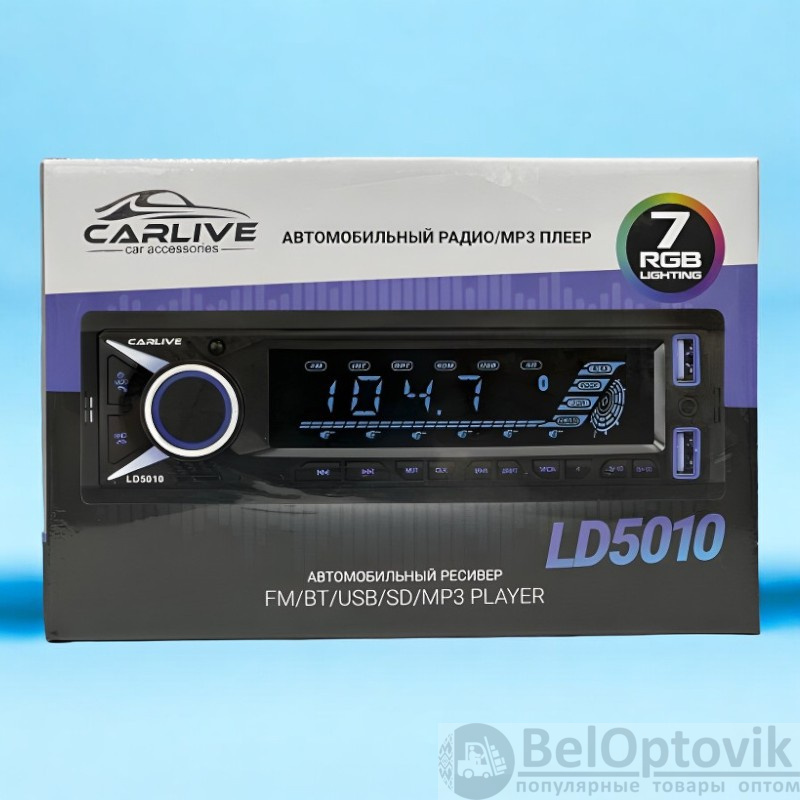 CARLIVE
car accessories
АВТОМОБИЛЬНЫЙ РАДИО/MP3 ПЛЕЕР
7
RGB
LIGHTING
CARLIVE
104.7
LD5010
LD5010
АВТОМОБИЛЬНЫЙ РЕСИВЕР
FM/BT/USB/SD/MP3 PLAYER
BelOptovik
популярные товары оптом